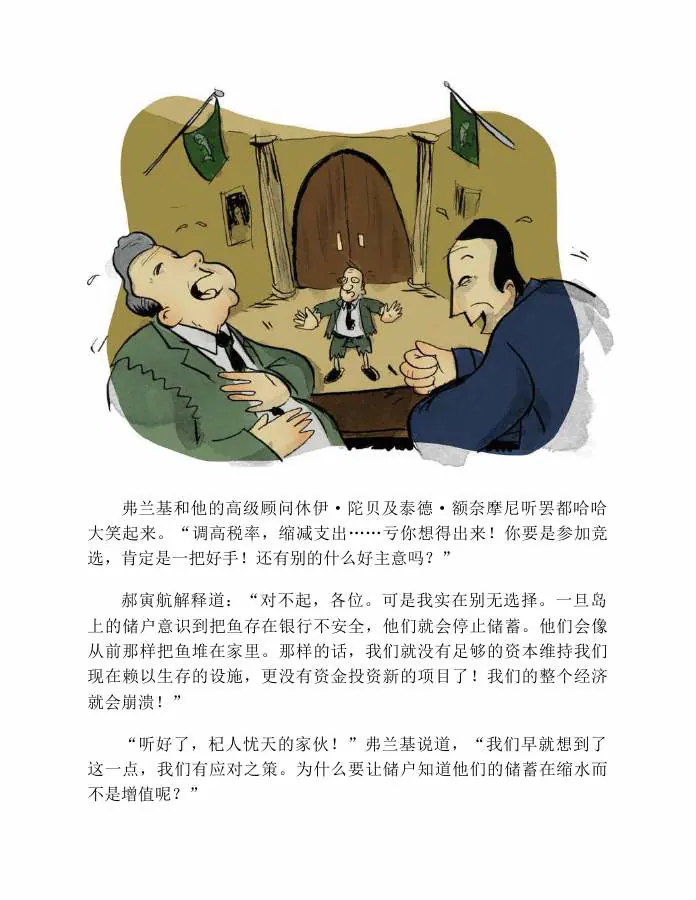 弗兰基和他的高级顾问休伊·陀贝及泰德·额奈摩尼听罢都哈哈
大笑起来。“调高税率，缩减支出……亏你想得出来！你要是参加竞
选，肯定是一把好手！还有别的什么好主意吗？”
郝寅航解释道：“对不起，各位。可是我实在别无选择。一旦岛
上的储户意识到把鱼存在银行不安全，他们就会停止储蓄。他们会像
从前那样把鱼堆在家里。那样的话，我们就没有足够的资本维持我们
现在赖以生存的设施，更没有资金投资新的项目了！我们的整个经济
就会崩溃！”
“听好了，杞人忧天的家伙！”弗兰基说道，“我们早就想到了
这一点，我们有应对之策。为什么要让储户知道他们的储蓄在缩水而
不是增值呢？”